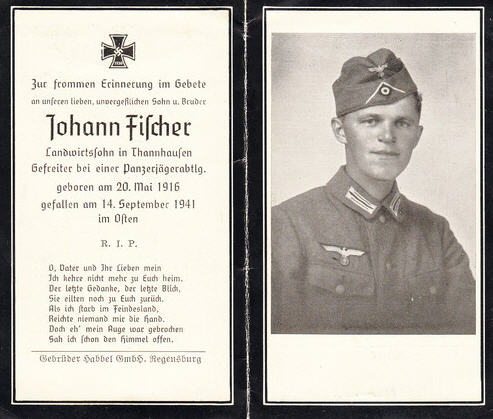 Zur frommen Erinnerung im Gebete
an unseren lieben, unvergeßlichen Sohn u. Bruder
Johann Fischer
Landwirtssohn in Thannhausen
Gefreiter bei einer Panzerjägerabtlg.
geboren am 20. Mai 1916
gefallen am 14. September 1941
im Osten
R. I. P.
O, Vater und Ihr Lieben mein
Ich kehre nicht mehr zu Euch heim.
Der letzte Gedanke, der letzte Blick,
Sie eilten noch zu Euch zurück.
Als ich starb im Feindesland,
Reichte niemand mir die Hand.
Doch eh' mein Auge war gebrochen
Sah ich schon den Himmel offen.
Gebrüder Habbel GmbH. Regensburg